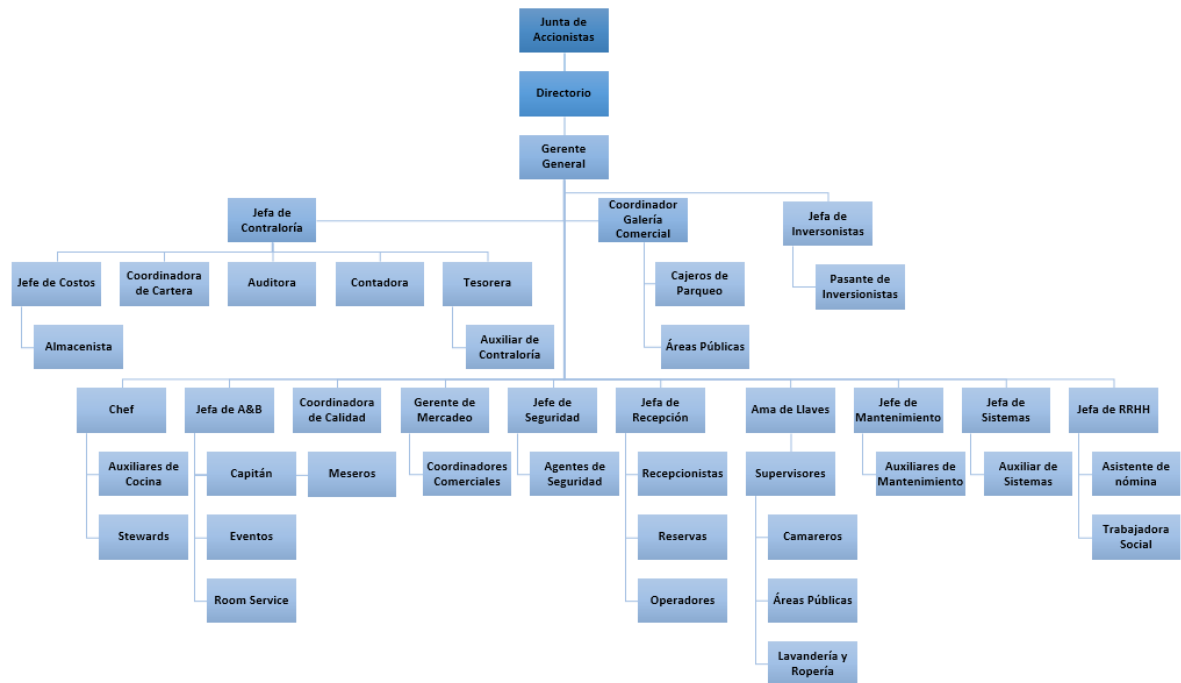 Junta de
Accionistas
Directorio
Gerente
General
Jefa de
Contraloría
Coordinador
Galería
Comercial
Jefa de
Inversonistas
Jefe de Costos
Coordinadora
de Cartera
Auditora
Contadora
Tesorera
Cajeros de
Parqueo
Pasante de
Inversionistas
Almacenista
Auxiliar de
Contraloría
Áreas Públicas
Chef
Jefa de A&B
Coordinadora
de Calidad
Gerente de
Mercadeo
Jefe de
Seguridad
Jefa de
Recepción
Ama de Llaves
Jefe de
Mantenimiento
Jefa de
Sistemas
Jefa de RRHH
Auxiliares de
Cocina
Capitán
Meseros
Coordinadores
Comerciales
Agentes de
Seguridad
Recepcionistas
Supervisores
Auxiliares de
Mantenimiento
Auxiliar de
Sistemas
Asistente de
nómina
Stewards
Eventos
Reservas
Camareros
Trabajadora
Social
Room Service
Operadores
Áreas Públicas
Lavandería y
Ropería